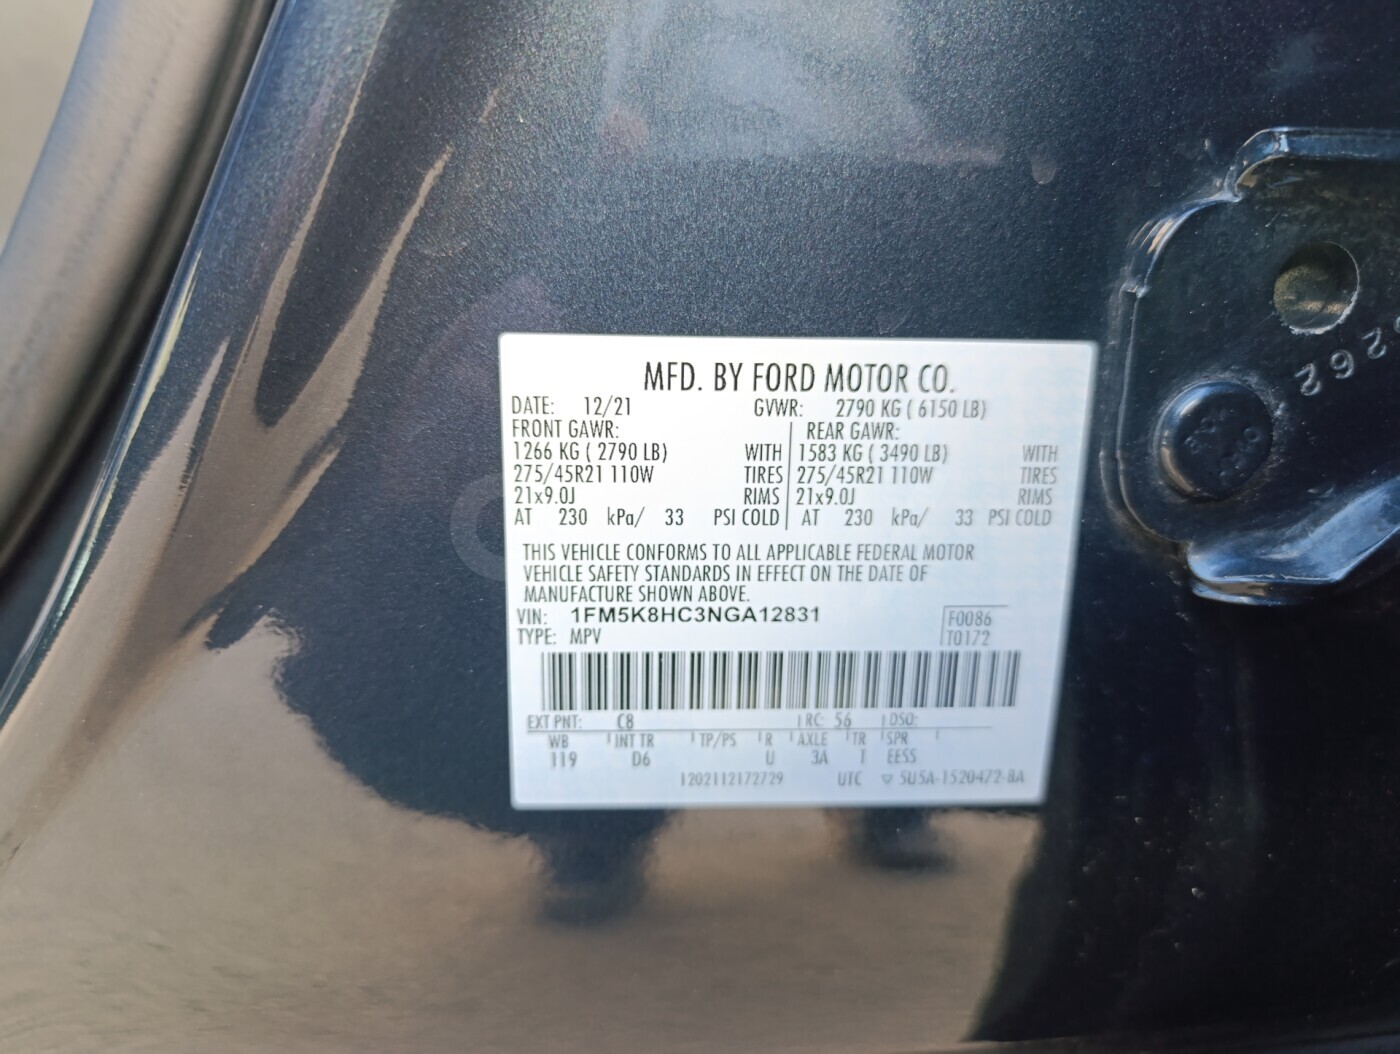 MFD. BY FORD MOTOR CO.
DATE: 12/21 GVWR: 2790 KG ( 6150 LB)
FRONT GAWR: REAR GAWR:
1266 KG ( 2790 LB) WITH 1583 KG ( 3490 LB) WITH
275/45R21 110W TIRES 275/45R21 110W TIRES
21x9.0J RIMS 21x9.0J RIMS
AT 230 kPa/ 33 PSI COLD AT 230 kPa/ 33 PSI COLD
THIS VEHICLE CONFORMS TO ALL APPLICABLE FEDERAL MOTOR
VEHICLE SAFETY STANDARDS IN EFFECT ON THE DATE OF
MANUFACTURE SHOWN ABOVE.
VIN: 1FM5K8HC3NGA12831 F0086
TYPE: MPV T0172
EXT PNT: C8 RC: 56 DSO:
WB INT TR TP/PS R AXLE TR SPR
119 D6 U 3A T EESS
1202112172729 UTC ▽ 5U5A-1520472-BA
262